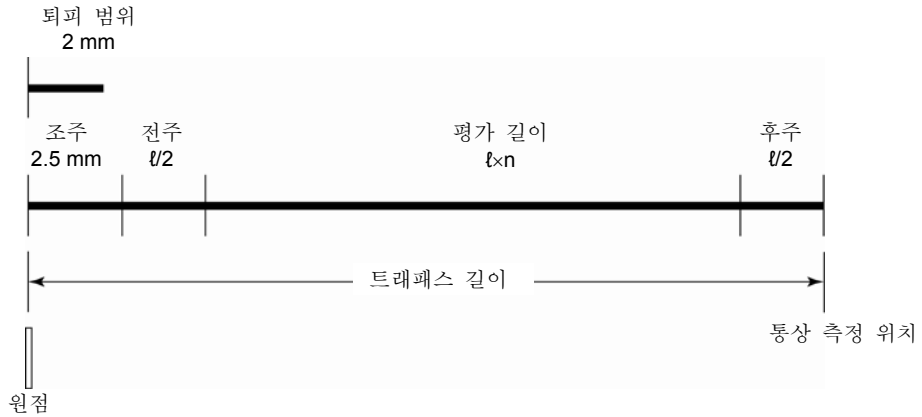 퇴피 범위
2 mm
조주
2.5 mm
전주
ℓ/2
평가 길이
ℓ×n
후주
ℓ/2
트래패스 길이
통상 측정 위치
원점